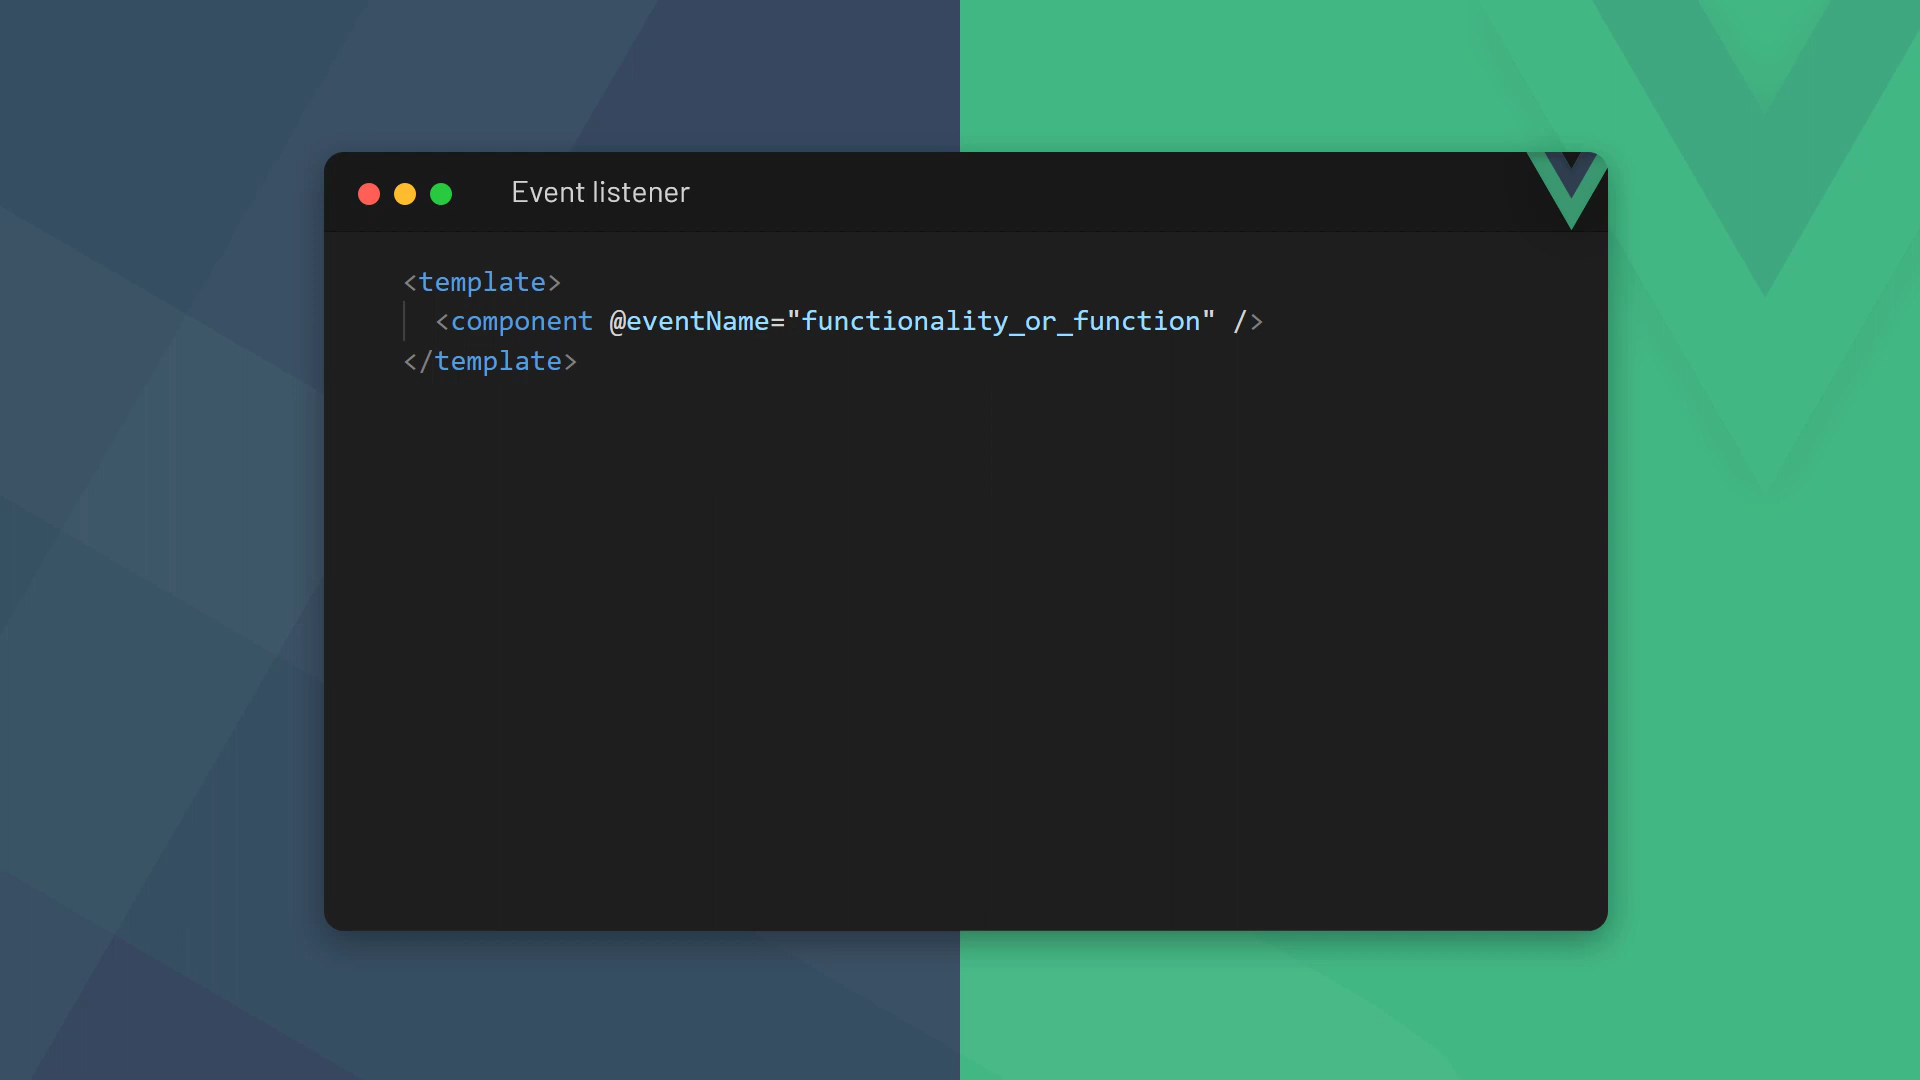 Event listener
<template>
<component @eventName="functionality_or_function" />
</template>